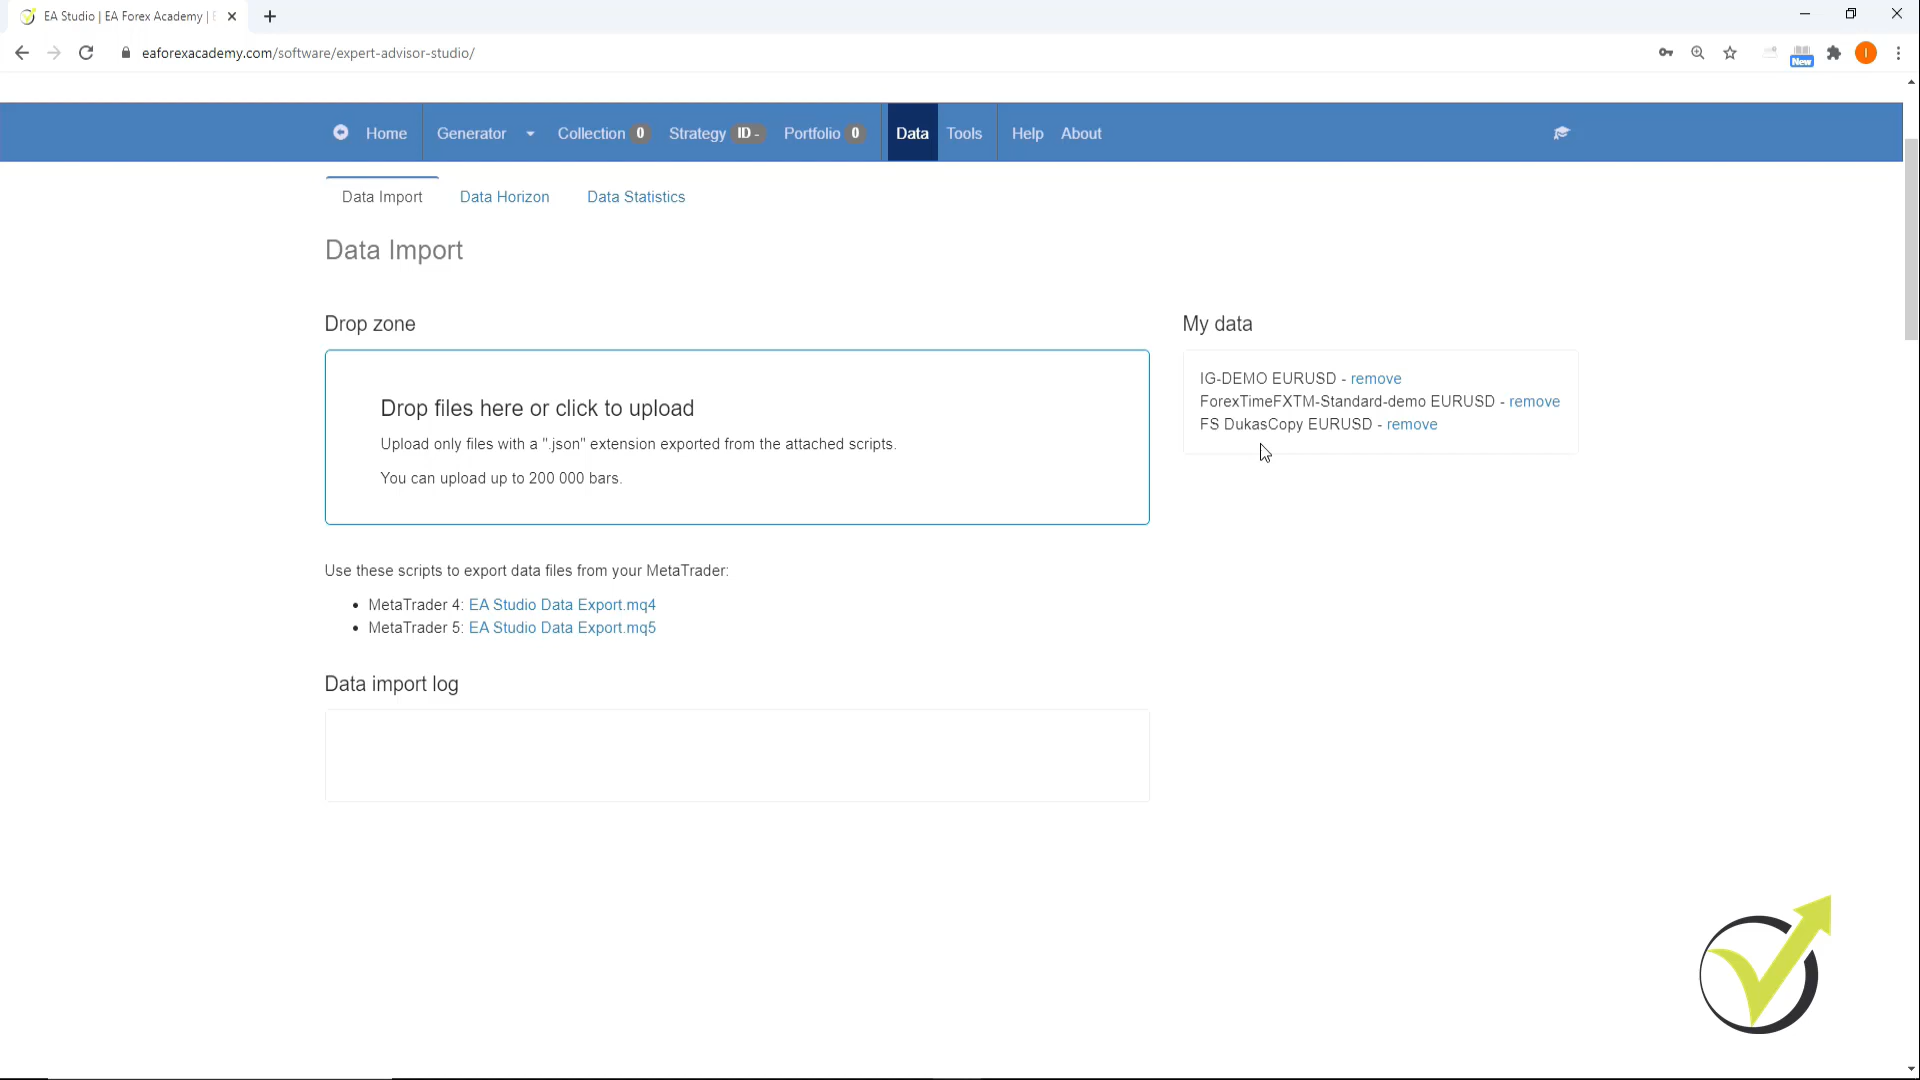 EA Studio | EA Forex Academy |
eaforexacademy.com/software/expert-advisor-studio/
New
I
Home
Generator
Collection 0
Strategy ID -
Portfolio 0
Data
Tools
Help
About
Data Import
Data Horizon
Data Statistics
Data Import
Drop zone
Drop files here or click to upload
Upload only files with a ".json" extension exported from the attached scripts.
You can upload up to 200 000 bars.
My data
IG-DEMO EURUSD - remove
ForexTimeFXTM-Standard-demo EURUSD - remove
FS DukasCopy EURUSD - remove
Use these scripts to export data files from your MetaTrader:
• MetaTrader 4: EA Studio Data Export.mq4
• MetaTrader 5: EA Studio Data Export.mq5
Data import log